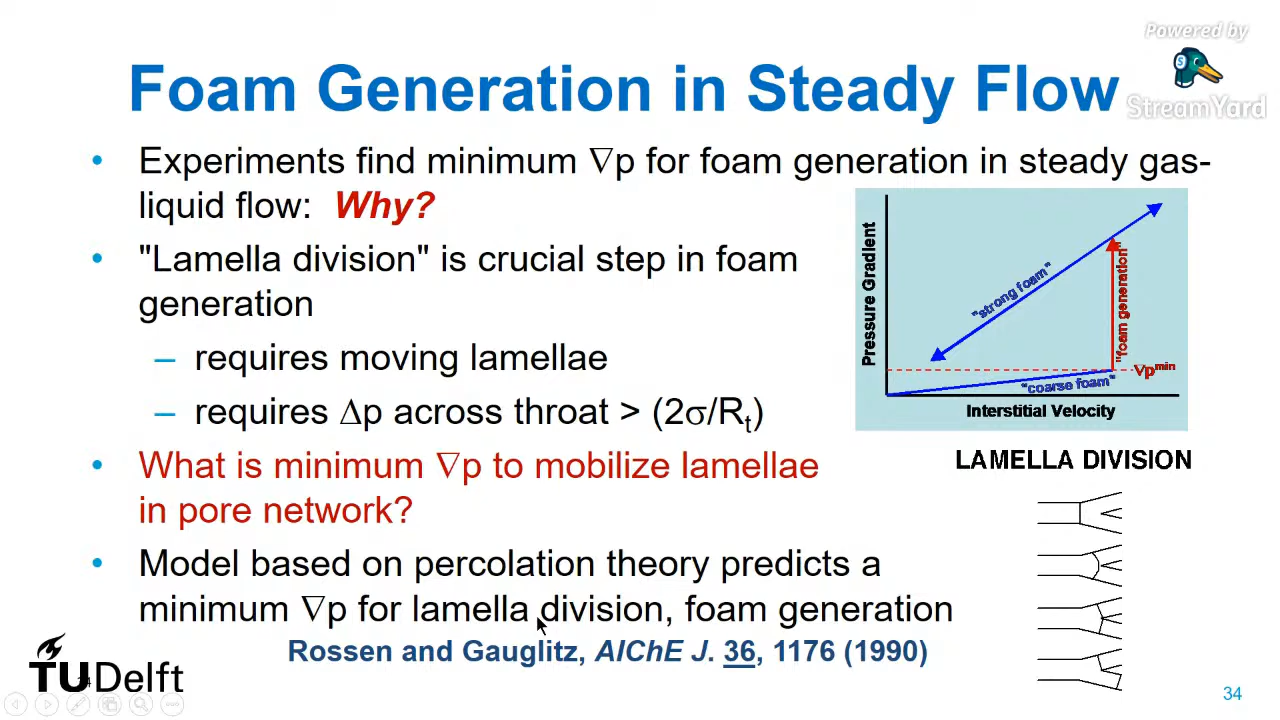 Powered by
StreamYard
Foam Generation in Steady Flow
• Experiments find minimum ∇p for foam generation in steady gas-
liquid flow: Why?
• "Lamella division" is crucial step in foam
generation
– requires moving lamellae
– requires Δp across throat > (2σ/Rt)
• What is minimum ∇p to mobilize lamellae
in pore network?
• Model based on percolation theory predicts a
minimum ∇p for lamella division, foam generation
Rossen and Gauglitz, AIChE J. 36, 1176 (1990)
Pressure Gradient
"strong foam"
"foam generation"
∇pmin
"coarse foam"
Interstitial Velocity
LAMELLA DIVISION
TUDelft
34